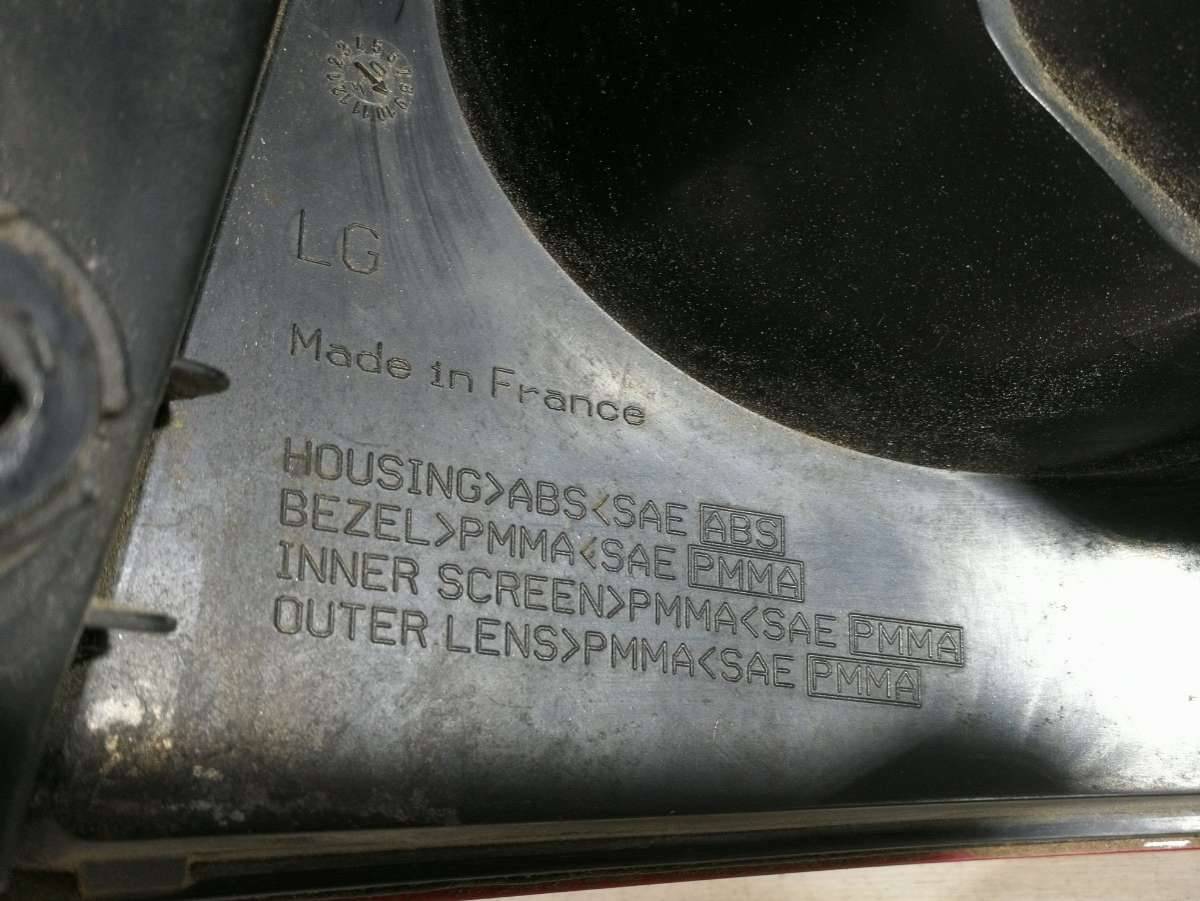 LG
Made in France
HOUSING>ABS<SAE ABS
BEZEL>PMMA<SAE PMMA
INNER SCREEN>PMMA<SAE PMMA
OUTER LENS>PMMA<SAE PMMA